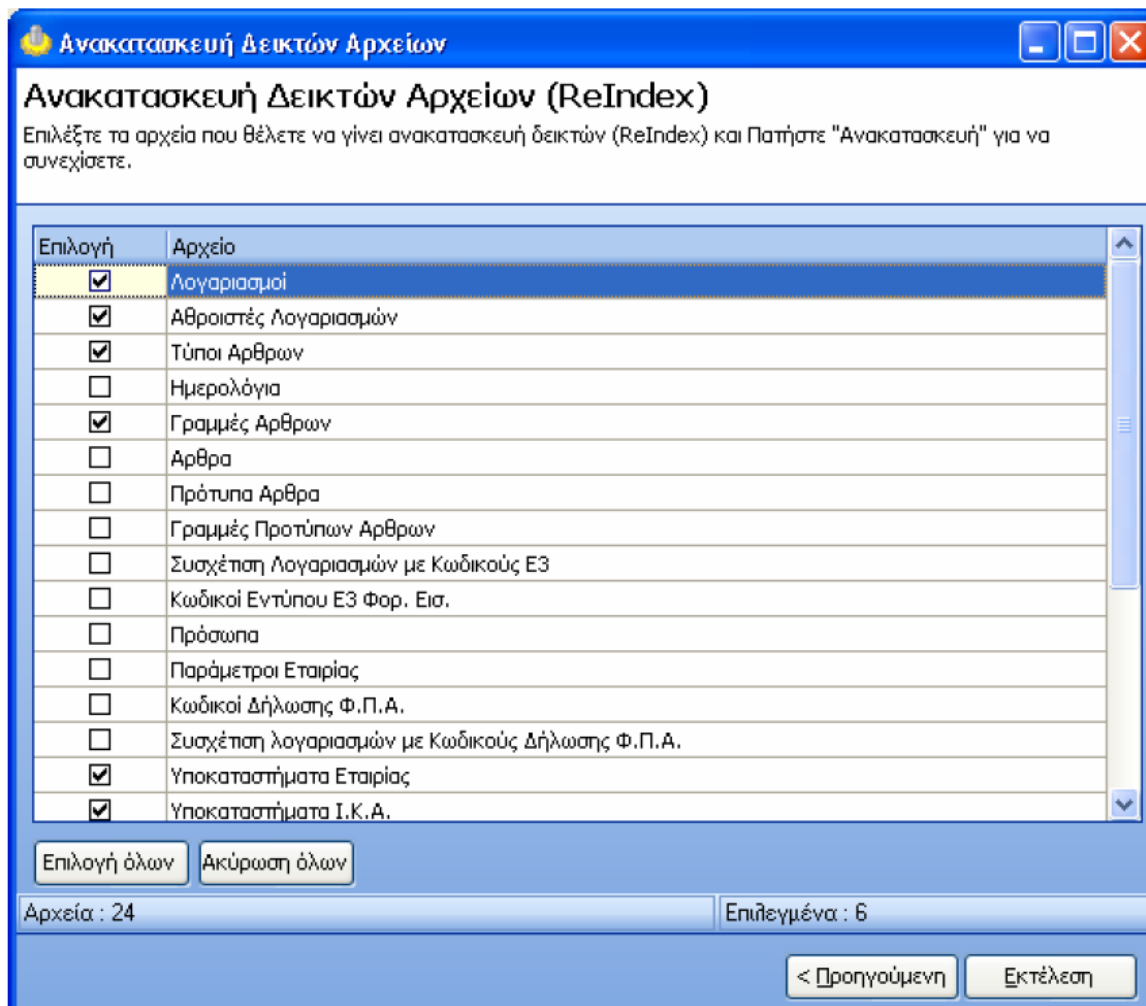 Ανακατασκευή Δεικτών Αρχείων
Ανακατασκευή Δεικτών Αρχείων (ReIndex)
Επιλέξτε τα αρχεία που θέλετε να γίνει ανακατασκευή δεικτών (ReIndex) και Πατήστε "Ανακατασκευή" για να
συνεχίσετε.
Επιλογή Αρχείο
Λογαριασμοί
Αθροιστές Λογαριασμών
Τύποι Αρθρων
Ημερολόγια
Γραμμές Αρθρων
Αρθρα
Πρότυπα Αρθρα
Γραμμές Προτύπων Αρθρων
Συσχέτιση Λογαριασμών με Κωδικούς Ε3
Κωδικοί Εντύπου Ε3 Φορ. Εισ.
Πρόσωπα
Παράμετροι Εταιρίας
Κωδικοί Δήλωσης Φ.Π.Α.
Συσχέτιση λογαριασμών με Κωδικούς Δήλωσης Φ.Π.Α.
Υποκαταστήματα Εταιρίας
Υποκαταστήματα Ι.Κ.Α.
Επιλογή όλων Ακύρωση όλων
Αρχεία : 24 Επιλεγμένα : 6
< Προηγούμενη Εκτέλεση